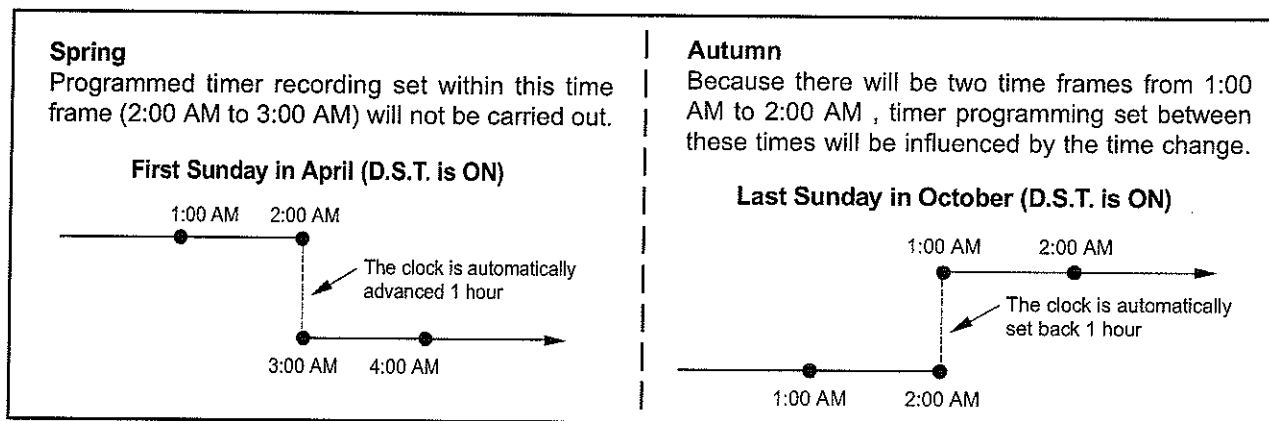 Spring
Programmed timer recording set within this time
frame (2:00 AM to 3:00 AM) will not be carried out.
First Sunday in April (D.S.T. is ON)
1:00 AM 2:00 AM
The clock is automatically
advanced 1 hour
3:00 AM 4:00 AM
Autumn
Because there will be two time frames from 1:00
AM to 2:00 AM , timer programming set between
these times will be influenced by the time change.
Last Sunday in October (D.S.T. is ON)
1:00 AM 2:00 AM
The clock is automatically
set back 1 hour
1:00 AM 2:00 AM